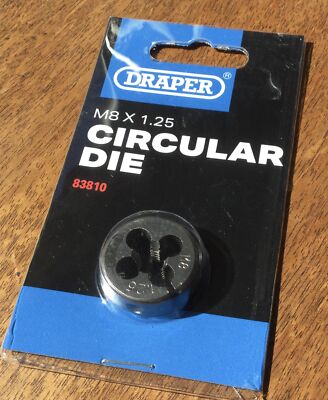 DRAPER®
M8 X 1.25
CIRCULAR
DIE
83810